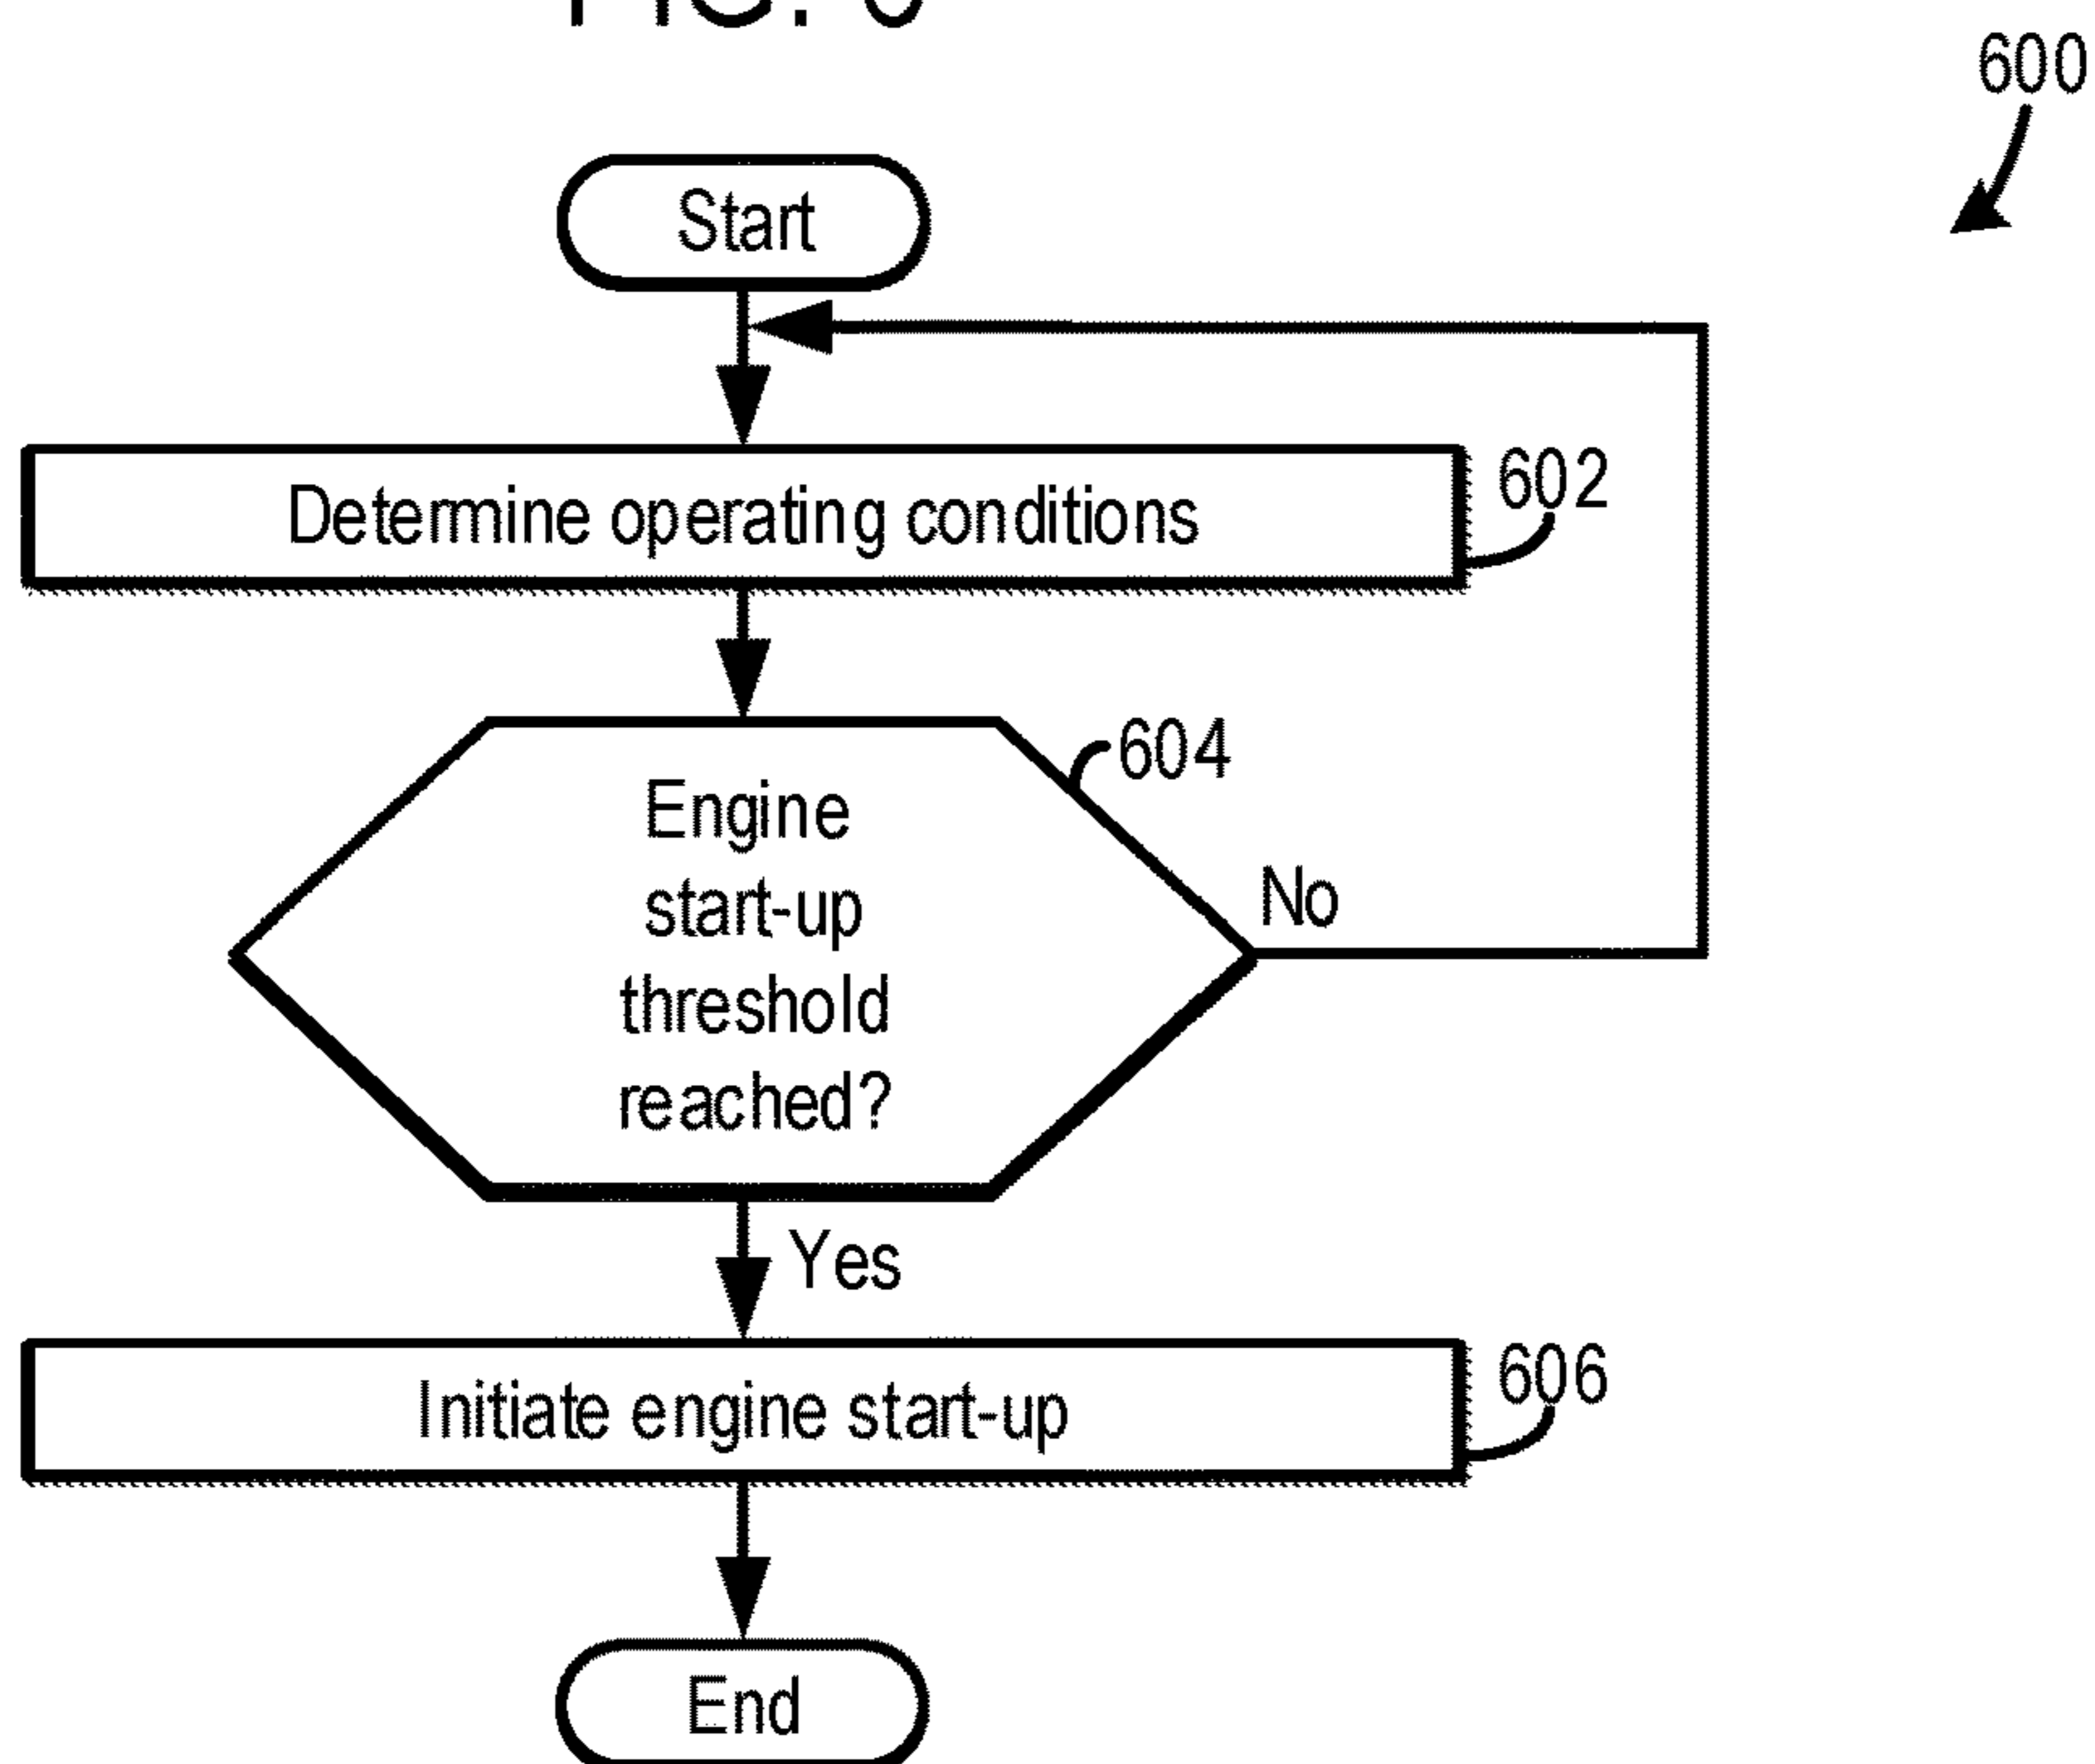 600
Start
Determine operating conditions
602
Engine
start-up
threshold
reached?
604
No
Yes
Initiate engine start-up
606
End